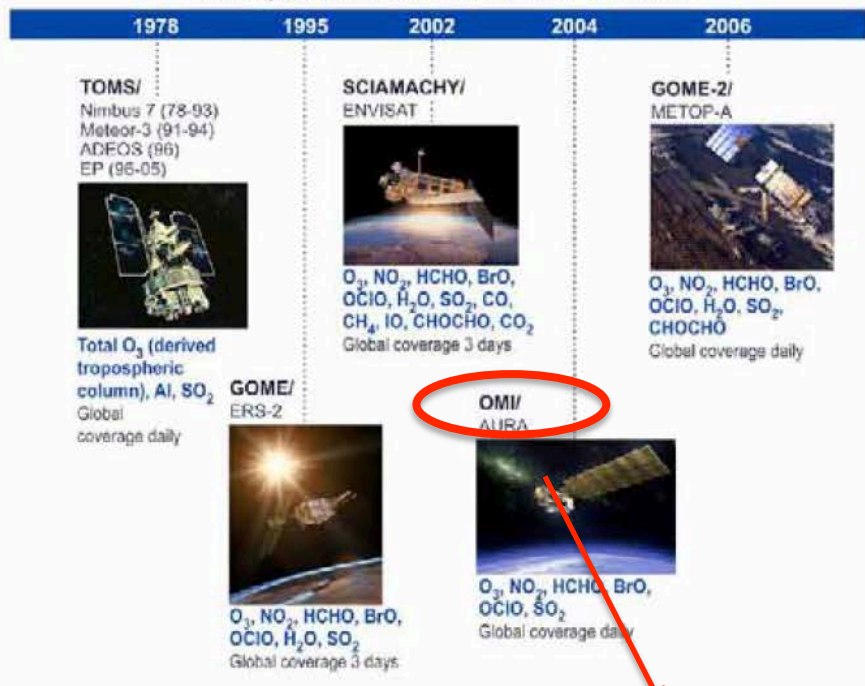 1978 1995 2002 2004 2006
TOMS/
Nimbus 7 (78-93)
Meteor-3 (91-94)
ADEOS (96)
EP (96-05)
Total O₃ (derived
tropospheric
column), AI, SO₂
Global
coverage daily
GOME/
ERS-2
O₃, NO₂, HCHO, BrO,
OClO, H₂O, SO₂
Global coverage 3 days
SCIAMACHY/
ENVISAT
O₃, NO₂, HCHO, BrO,
OClO, H₂O, SO₂, CO,
CH₄, IO, CHOCHO, CO₂
Global coverage 3 days
OMI/
AURA
O₃, NO₂, HCHO, BrO,
OClO, SO₂
Global coverage daily
GOME-2/
METOP-A
O₃, NO₂, HCHO, BrO,
OClO, H₂O, SO₂,
CHOCHO
Global coverage daily